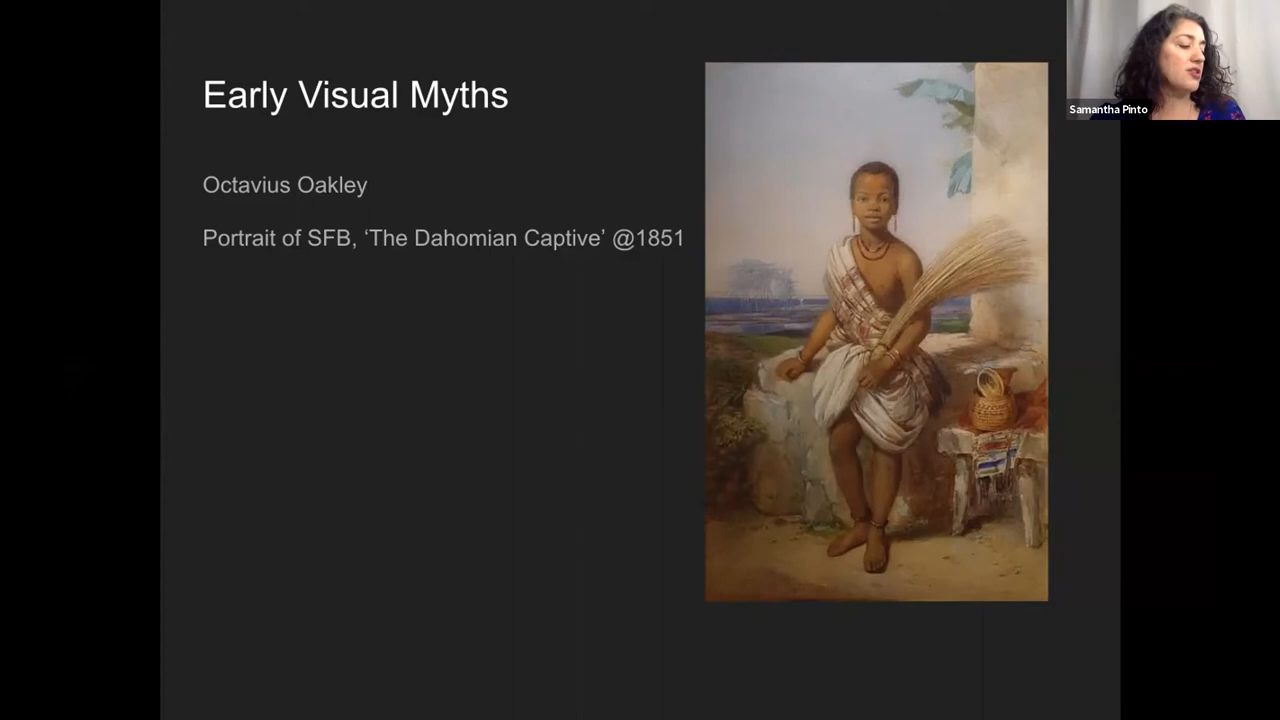 Early Visual Myths
Octavius Oakley
Portrait of SFB, ‘The Dahomian Captive’ @1851
Samantha Pinto